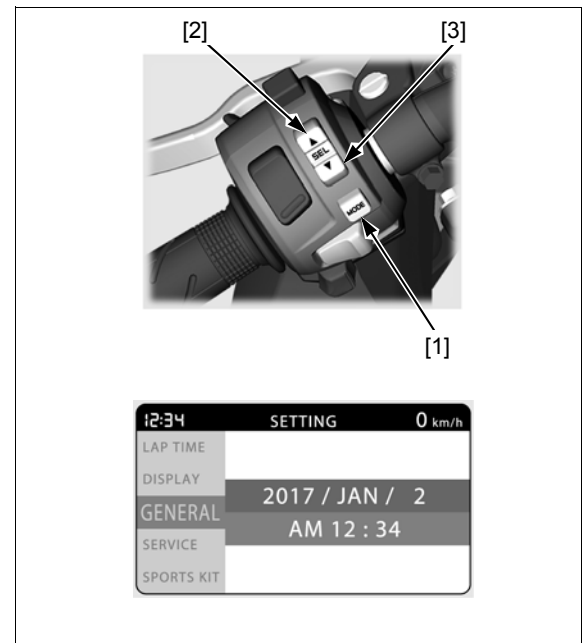 [2] [3]
▲
SEL
▼
MODE
[1]
12:34 SETTING 0 km/h
LAP TIME
DISPLAY
GENERAL
SERVICE
SPORTS KIT
2017 / JAN / 2
AM 12 : 34